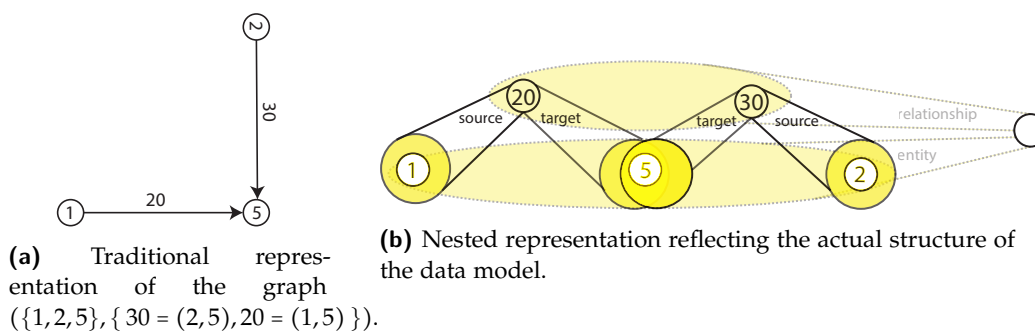 2
30
20
1
5
(a) Traditional repres-
entation of the graph
({1,2,5},{ 30 = (2,5),20 = (1,5) }).
20
30
relationship
source
target
target
source
entity
1
5
2
(b) Nested representation reflecting the actual structure of
the data model.